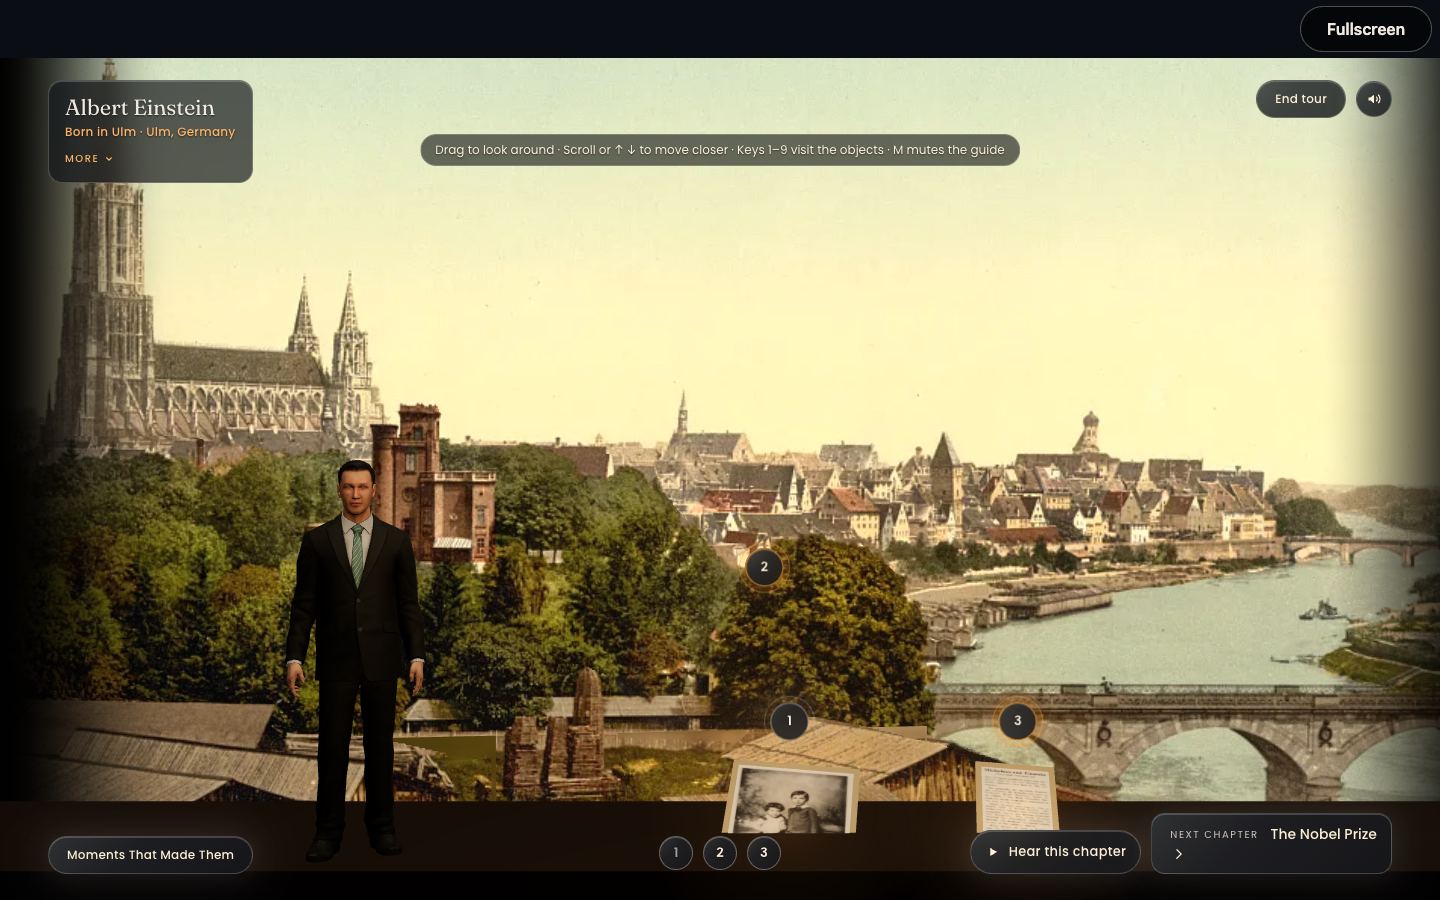 Fullscreen
Albert Einstein
Born in Ulm · Ulm, Germany
MORE
End tour
Drag to look around · Scroll or ↑ ↓ to move closer · Keys 1–9 visit the objects · M mutes the guide
2
1
3
Moments That Made Them
1 2 3
Hear this chapter
NEXT CHAPTER The Nobel Prize